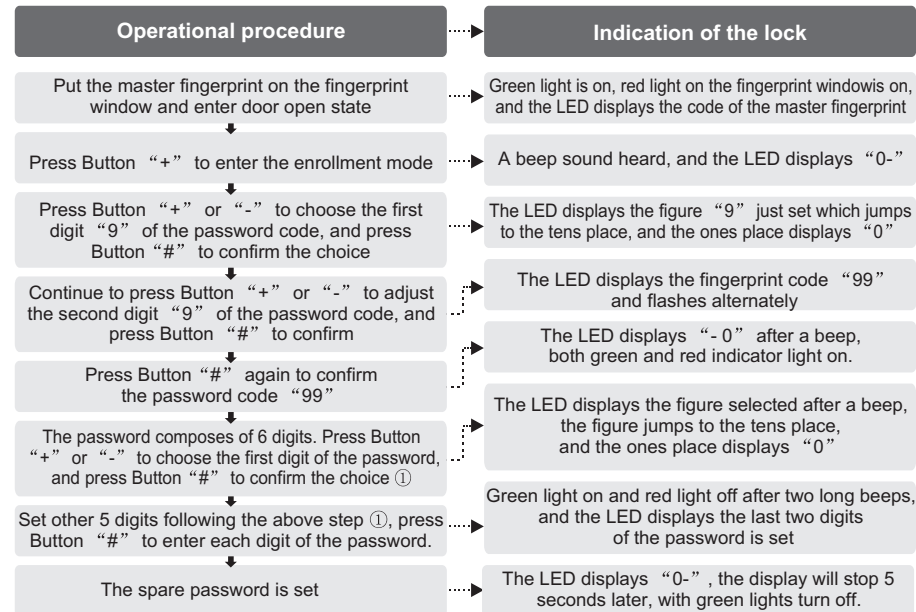 Operational procedure
Indication of the lock
Put the master fingerprint on the fingerprint
window and enter door open state
Green light is on, red light on the fingerprint windowis on,
and the LED displays the code of the master fingerprint
Press Button “+” to enter the enrollment mode
A beep sound heard, and the LED displays “0-”
Press Button “+” or “-” to choose the first
digit “9” of the password code, and press
Button “#” to confirm the choice
The LED displays the figure “9” just set which jumps
to the tens place, and the ones place displays “0”
Continue to press Button “+” or “-” to adjust
the second digit “9” of the password code, and
press Button “#” to confirm
The LED displays the fingerprint code “99”
and flashes alternately
Press Button “#” again to confirm
the password code “99”
The LED displays “- 0” after a beep,
both green and red indicator light on.
The password composes of 6 digits. Press Button
“+” or “-” to choose the first digit of the password,
and press Button “#” to confirm the choice ①
The LED displays the figure selected after a beep,
the figure jumps to the tens place,
and the ones place displays “0”
Set other 5 digits following the above step ①, press
Button “#” to enter each digit of the password.
Green light on and red light off after two long beeps,
and the LED displays the last two digits
of the password is set
The spare password is set
The LED displays “0-”, the display will stop 5
seconds later, with green lights turn off.